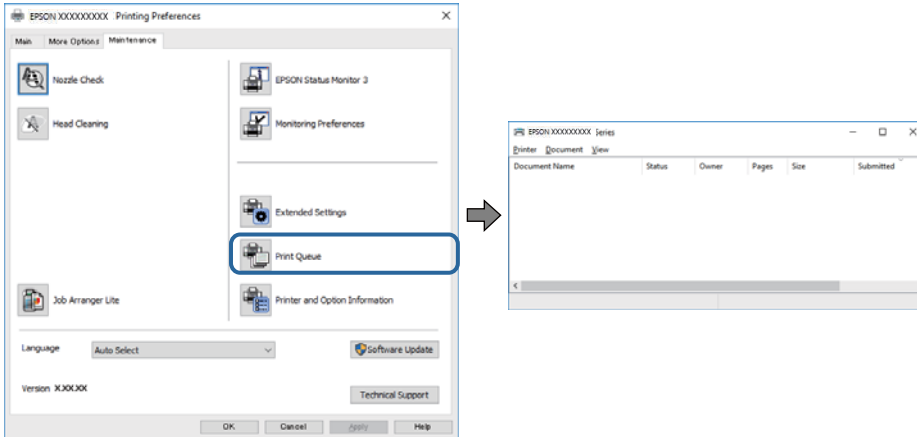 EPSON XXXXXXXXX Printing Preferences
Main More Options Maintenance
Nozzle Check
Head Cleaning
Job Arranger Lite
EPSON Status Monitor 3
Monitoring Preferences
Extended Settings
Print Queue
Printer and Option Information
Language Auto Select Software Update
Version X.XX.XX
Technical Support
OK Cancel Apply Help
EPSON XXXXXXXXXX Series
Printer Document View
Document Name Status Owner Pages Size Submitted